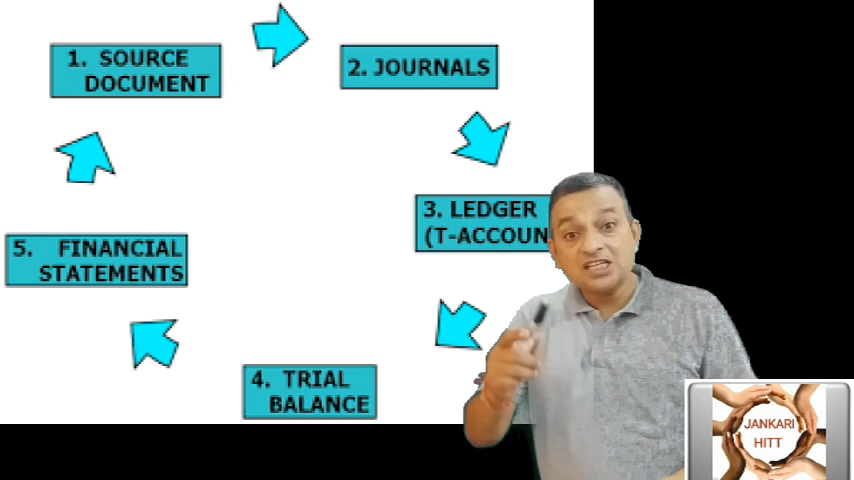 1. SOURCE
DOCUMENT
2. JOURNALS
3. LEDGER
(T-ACCOUN
4. TRIAL
BALANCE
5. FINANCIAL
STATEMENTS
JANKARI
HITT